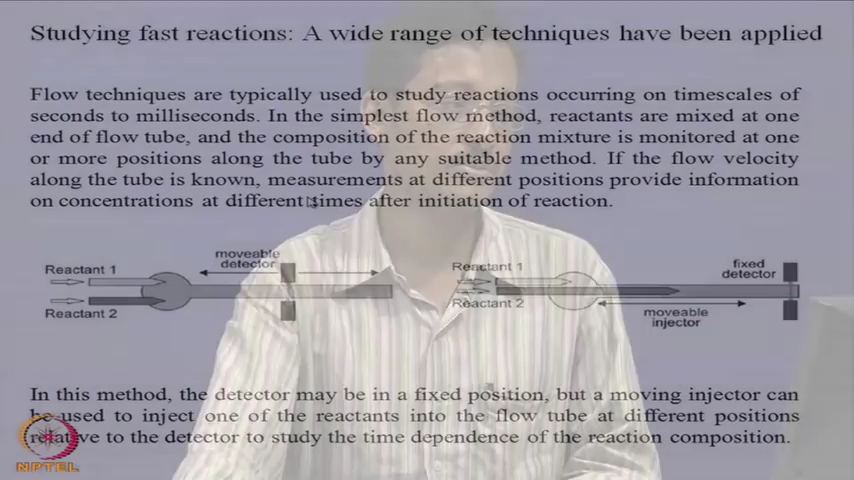 Studying fast reactions: A wide range of techniques have been applied
Flow techniques are typically used to study reactions occurring on timescales of
seconds to milliseconds. In the simplest flow method, reactants are mixed at one
end of flow tube, and the composition of the reaction mixture is monitored at one
or more positions along the tube by any suitable method. If the flow velocity
along the tube is known, measurements at different positions provide information
on concentrations at different times after initiation of reaction.
moveable
detector
Reactant 1
Reactant 2
Reactant 1
Reactant 2
fixed
detector
moveable
injector
In this method, the detector may be in a fixed position, but a moving injector can
be used to inject one of the reactants into the flow tube at different positions
relative to the detector to study the time dependence of the reaction composition.
NPTEL